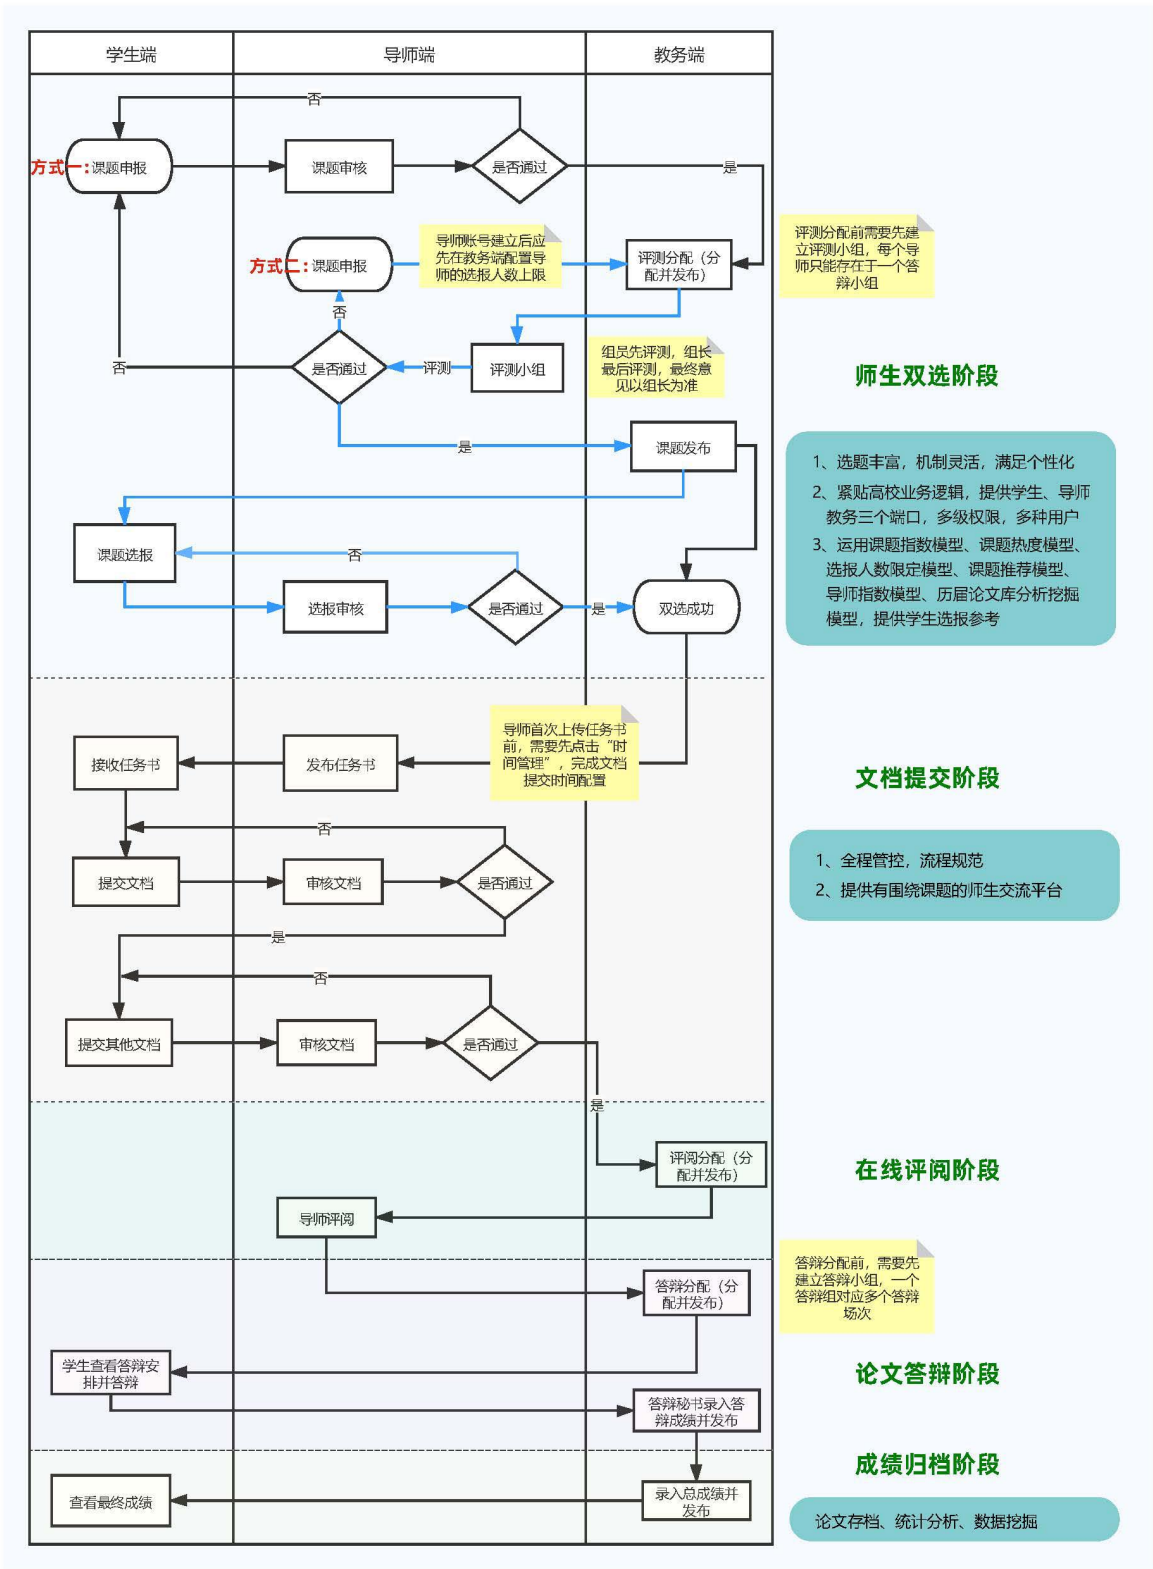 学生端
导师端
教务端
否
方式一:
课题申报
课题审核
是否通过
是
导师账号建立后应
先在教务端配置导
师的选报人数上限
方式二:
课题申报
评测分配（分
配并发布）
评测分配前需要先建
立评测小组，每个导
师只能存在于一个答
辩小组
否
否
是否通过
评测
评测小组
组员先评测，组长
最后评测，最终意
见以组长为准
师生双选阶段
是
课题发布
1、选题丰富，机制灵活，满足个性化
2、紧贴高校业务逻辑，提供学生、导师
教务三个端口，多级权限，多种用户
3、运用课题指数模型、课题热度模型、
选报人数限定模型、课题推荐模型、
导师指数模型、历届论文库分析挖掘
模型，提供学生选报参考
课题选报
否
选报审核
是否通过
是
双选成功
导师首次上传任务书
前，需要先点击“时
间管理”，完成文档
提交时间配置
接收任务书
发布任务书
文档提交阶段
否
提交文档
审核文档
是否通过
1、全程管控，流程规范
2、提供有围绕课题的师生交流平台
是
否
提交其他文档
审核文档
是否通过
是
评阅分配（分
配并发布）
在线评阅阶段
导师评阅
答辩分配（分
配并发布）
答辩分配前，需要先
建立答辩小组，一个
答辩组对应多个答辩
场次
学生查看答辩安
排并答辩
论文答辩阶段
答辩秘书录入答
辩成绩并发布
成绩归档阶段
查看最终成绩
录入总成绩并
发布
论文存档、统计分析、数据挖掘